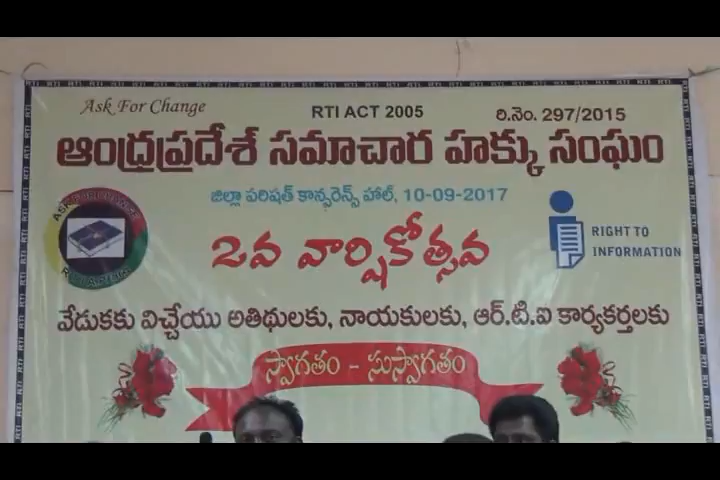 Ask For Change
RTI ACT 2005
రి.నెం. 297/2015
ఆంధ్రప్రదేశ్ సమాచార హక్కు సంఘం
జిల్లా పరిషత్ కాన్ఫరెన్స్ హాల్, 10-09-2017
2వ వార్షికోత్సవ
RIGHT TO
INFORMATION
వేడుకకు విచ్చేయు అతిథులకు, నాయకులకు, ఆర్.టి.ఐ కార్యకర్తలకు
స్వాగతం - సుస్వాగతం